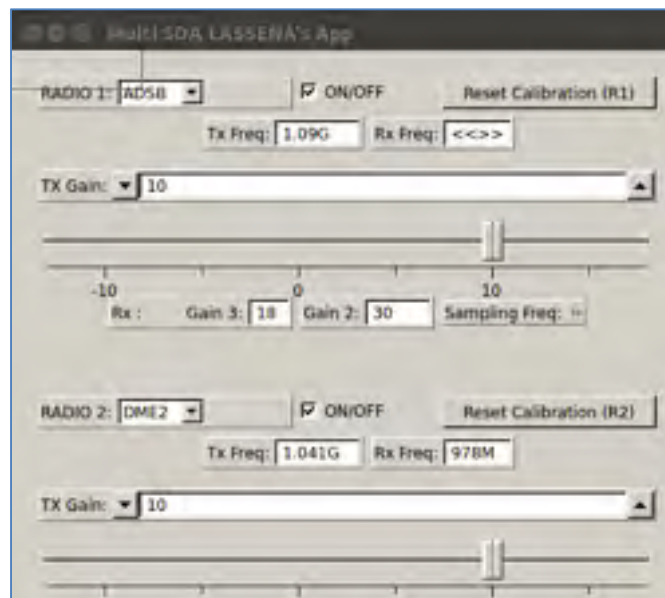 Multi SDA LASSENA's App
RADIO 1: ADSB ON/OFF Reset Calibration (R1)
Tx Freq: 1.09G Rx Freq: <<>>
TX Gain: 10
-10 0 10
Rx : Gain 3: 18 Gain 2: 30 Sampling Freq:
RADIO 2: DME2 ON/OFF Reset Calibration (R2)
Tx Freq: 1.041G Rx Freq: 978M
TX Gain: 10